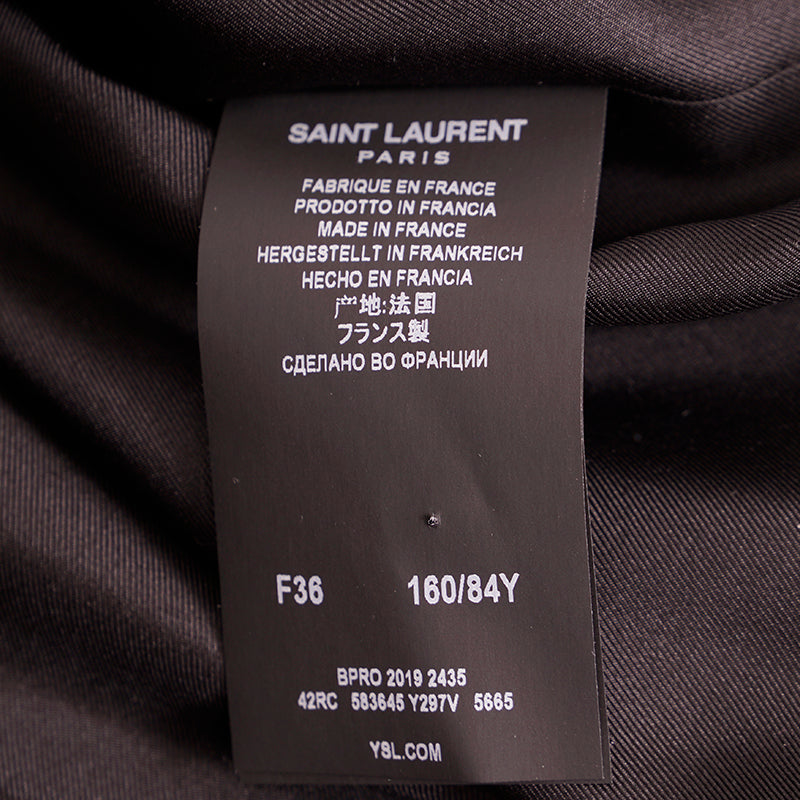 SAINT LAURENT
PARIS
FABRIQUE EN FRANCE
PRODOTTO IN FRANCIA
MADE IN FRANCE
HERGESTELLT IN FRANKREICH
HECHO EN FRANCIA
产地:法国
フランス製
СДЕЛАНО ВО ФРАНЦИИ
F36 160/84Y
BPRO 2019 2435
42RC 583645 Y297V 5665
YSL.COM